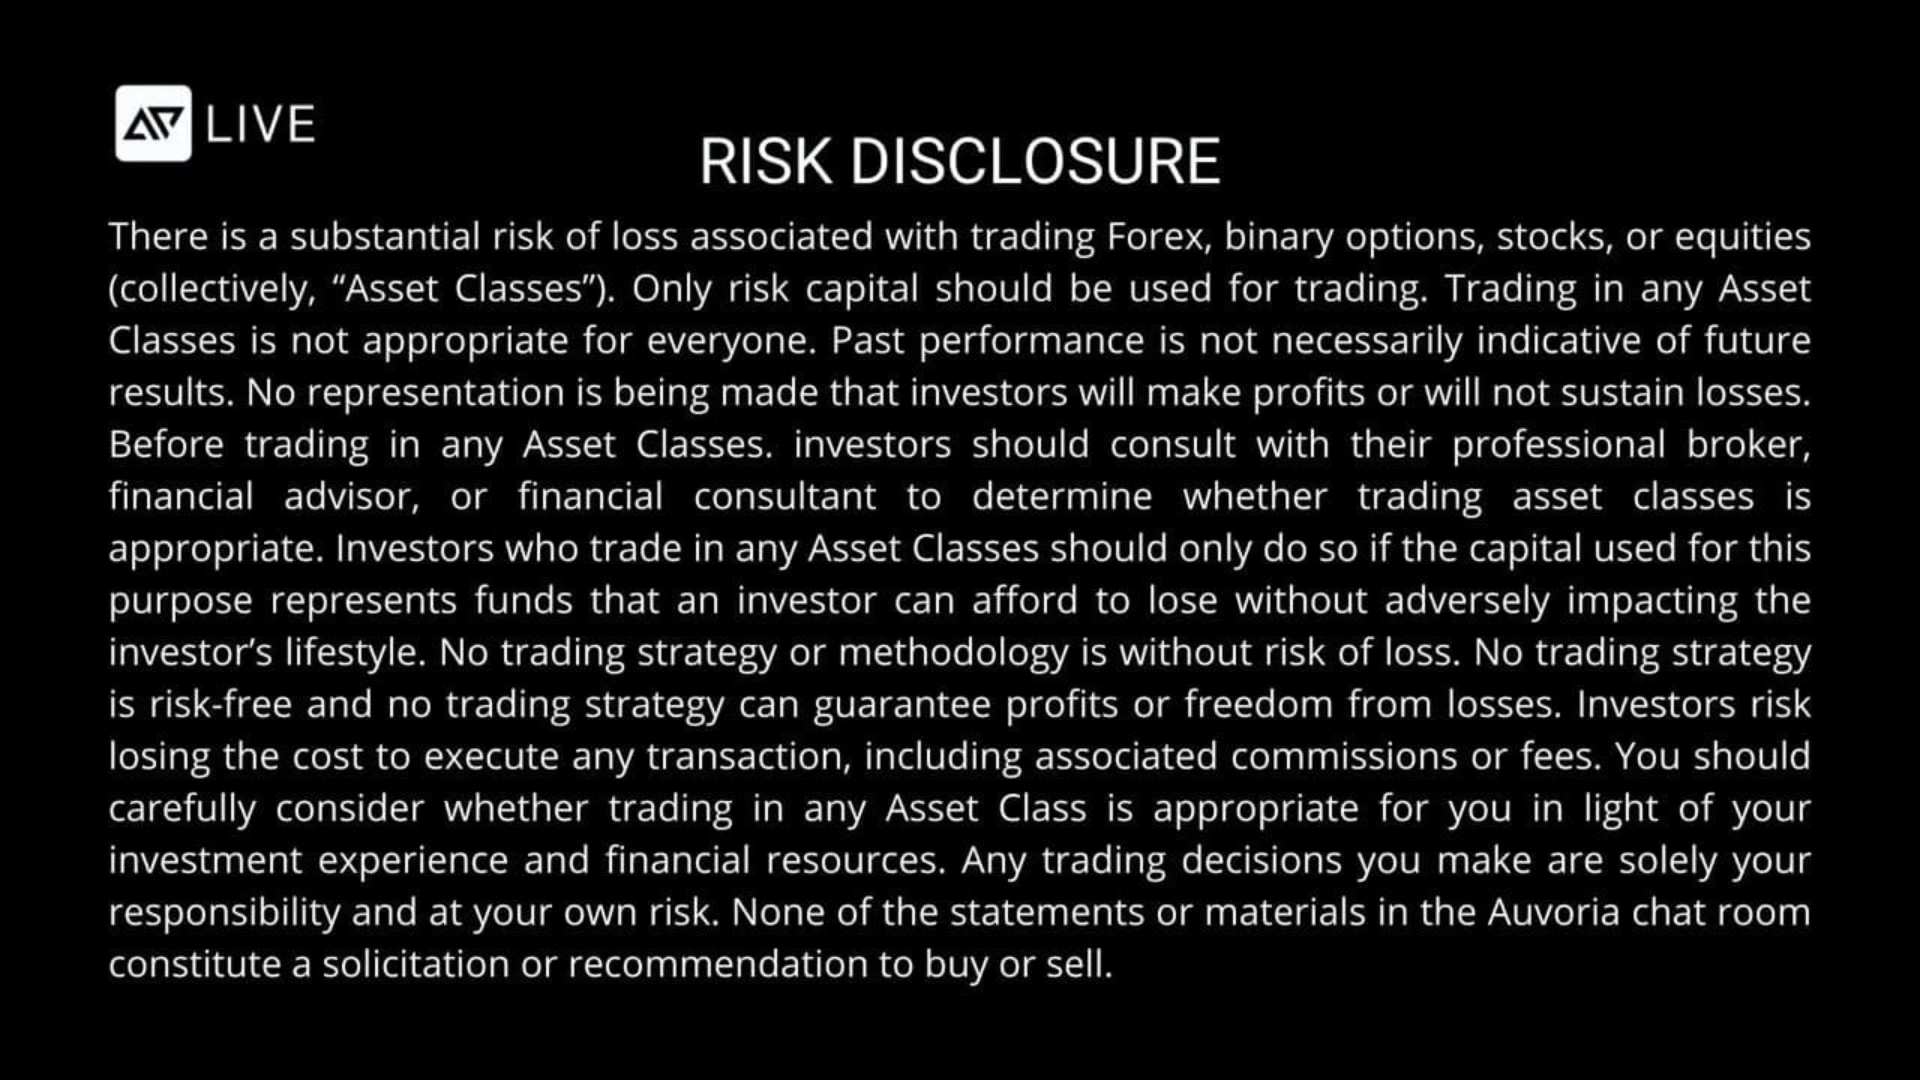 LIVE
RISK DISCLOSURE
There is a substantial risk of loss associated with trading Forex, binary options, stocks, or equities
(collectively, “Asset Classes”). Only risk capital should be used for trading. Trading in any Asset
Classes is not appropriate for everyone. Past performance is not necessarily indicative of future
results. No representation is being made that investors will make profits or will not sustain losses.
Before trading in any Asset Classes. investors should consult with their professional broker,
financial advisor, or financial consultant to determine whether trading asset classes is
appropriate. Investors who trade in any Asset Classes should only do so if the capital used for this
purpose represents funds that an investor can afford to lose without adversely impacting the
investor’s lifestyle. No trading strategy or methodology is without risk of loss. No trading strategy
is risk-free and no trading strategy can guarantee profits or freedom from losses. Investors risk
losing the cost to execute any transaction, including associated commissions or fees. You should
carefully consider whether trading in any Asset Class is appropriate for you in light of your
investment experience and financial resources. Any trading decisions you make are solely your
responsibility and at your own risk. None of the statements or materials in the Auvoria chat room
constitute a solicitation or recommendation to buy or sell.